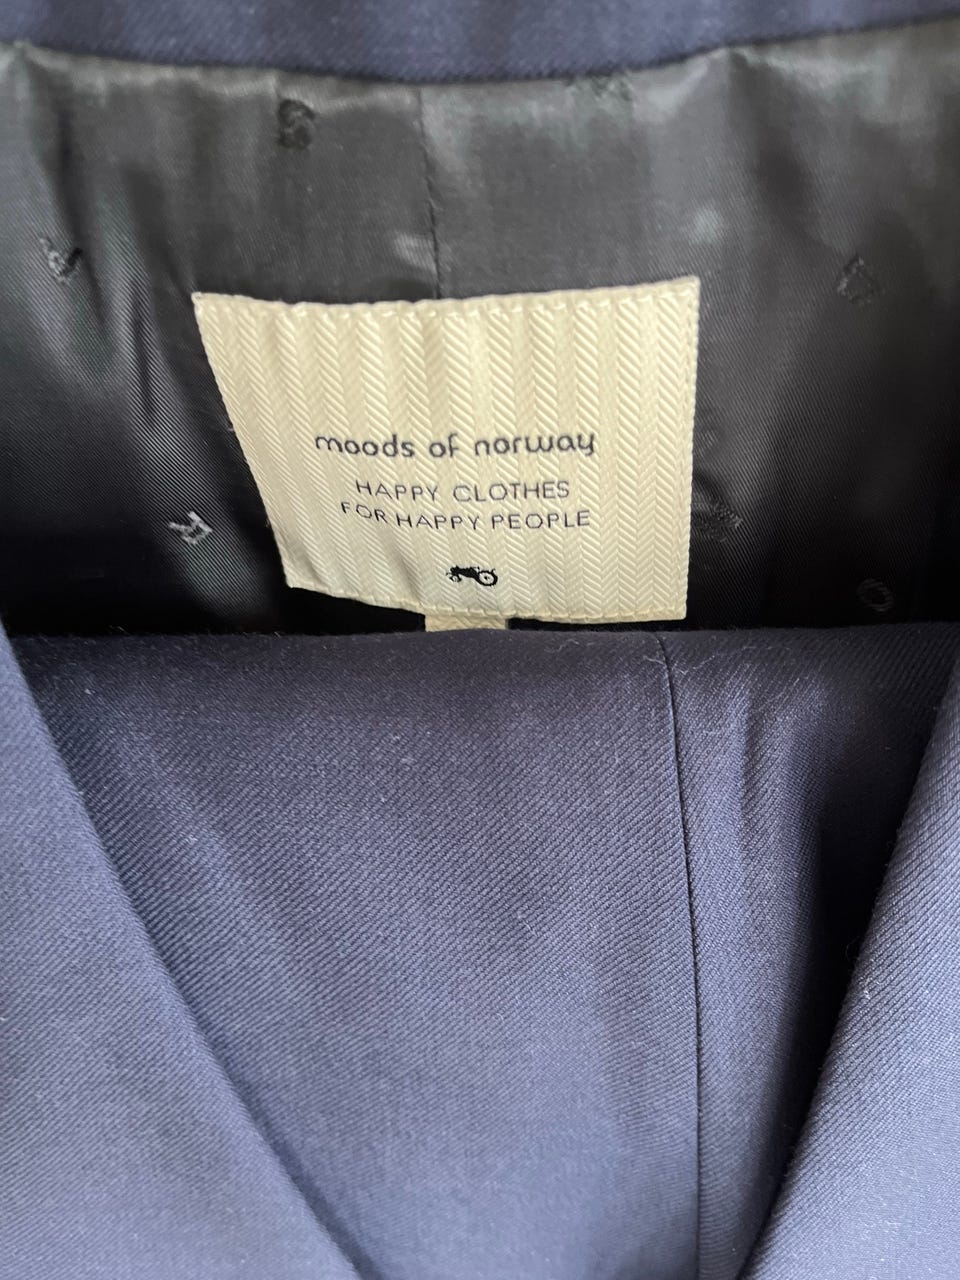 moods of norway
HAPPY CLOTHES
FOR HAPPY PEOPLE